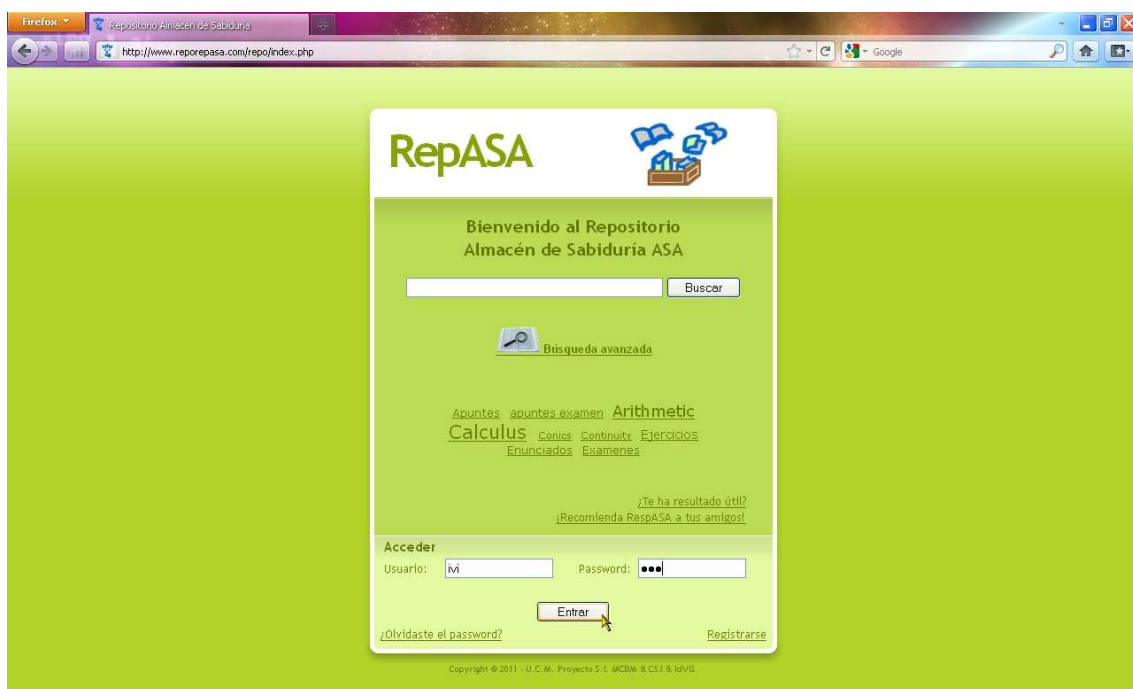 Firefox
Repositorio Almacen de Sabiduria
http://www.reporepasa.com/repo/index.php
Google
RepASA
Bienvenido al Repositorio
Almacén de Sabiduría ASA
Buscar
Búsqueda avanzada
Apuntes apuntes examen Arithmetic
Calculus Conics Continuity Ejercicios
Enunciados Examenes
¿Te ha resultado útil?
¡Recomienda RespASA a tus amigos!
Acceder
Usuario: ivi Password: •••
Entrar
¿Olvidaste el password? Registrarse
Copyright © 2011 - U.C.M. Proyecto S.I. MCBM & CSJ & IdVG.